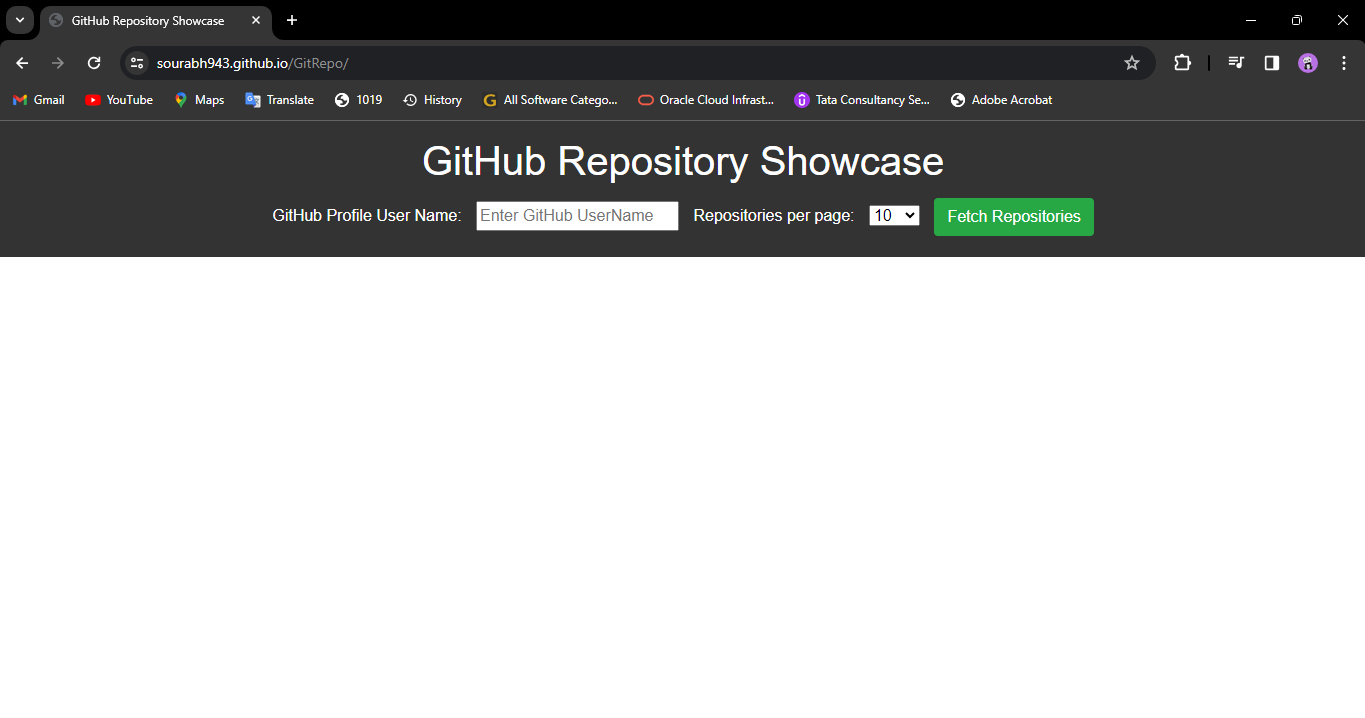 GitHub Repository Showcase
sourabh943.github.io/GitRepo/
Gmail YouTube Maps Translate 1019 History All Software Catego... Oracle Cloud Infrast... Tata Consultancy Se... Adobe Acrobat
GitHub Repository Showcase
GitHub Profile User Name: Enter GitHub UserName Repositories per page: 10 Fetch Repositories